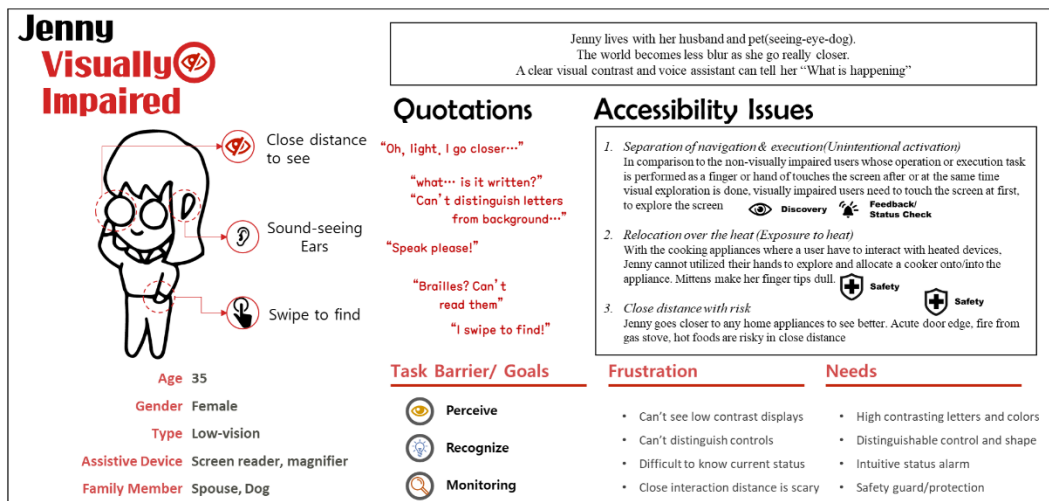 Jenny
Visually
Impaired
Jenny lives with her husband and pet(seeing-eye-dog).
The world becomes less blur as she go really closer.
A clear visual contrast and voice assistant can tell her “What is happening”
Close distance
to see
Sound-seeing
Ears
Swipe to find
Age 35
Gender Female
Type Low-vision
Assistive Device Screen reader, magnifier
Family Member Spouse, Dog
Quotations
“Oh, light, I go closer…”
“what… is it written?”
“Can’t distinguish letters
from background…”
“Speak please!”
“Brailles? Can’t
read them”
“I swipe to find!”
Accessibility Issues
1. Separation of navigation & execution(Unintentional activation)
In comparison to the non-visually impaired users whose operation or execution task
is performed as a finger or hand of touches the screen after or at the same time
visual exploration is done, visually impaired users need to touch the screen at first,
to explore the screen
Discovery
Feedback/
Status Check
2. Relocation over the heat (Exposure to heat)
With the cooking appliances where a user have to interact with heated devices,
Jenny cannot utilized their hands to explore and allocate a cooker onto/into the
appliance. Mittens make her finger tips dull.
Safety
Safety
3. Close distance with risk
Jenny goes closer to any home appliances to see better. Acute door edge, fire from
gas stove, hot foods are risky in close distance
Task Barrier/ Goals
Perceive
Recognize
Monitoring
Frustration
• Can’t see low contrast displays
• Can’t distinguish controls
• Difficult to know current status
• Close interaction distance is scary
Needs
• High contrasting letters and colors
• Distinguishable control and shape
• Intuitive status alarm
• Safety guard/protection